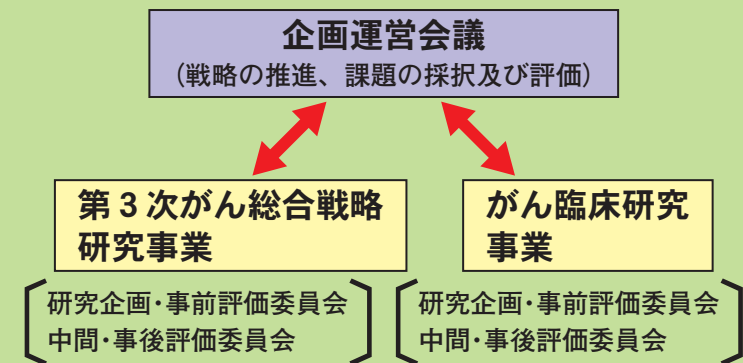 企画運営会議
(戦略の推進、課題の採択及び評価)
第3次がん総合戦略
研究事業
研究企画・事前評価委員会
中間・事後評価委員会
がん臨床研究
事業
研究企画・事前評価委員会
中間・事後評価委員会